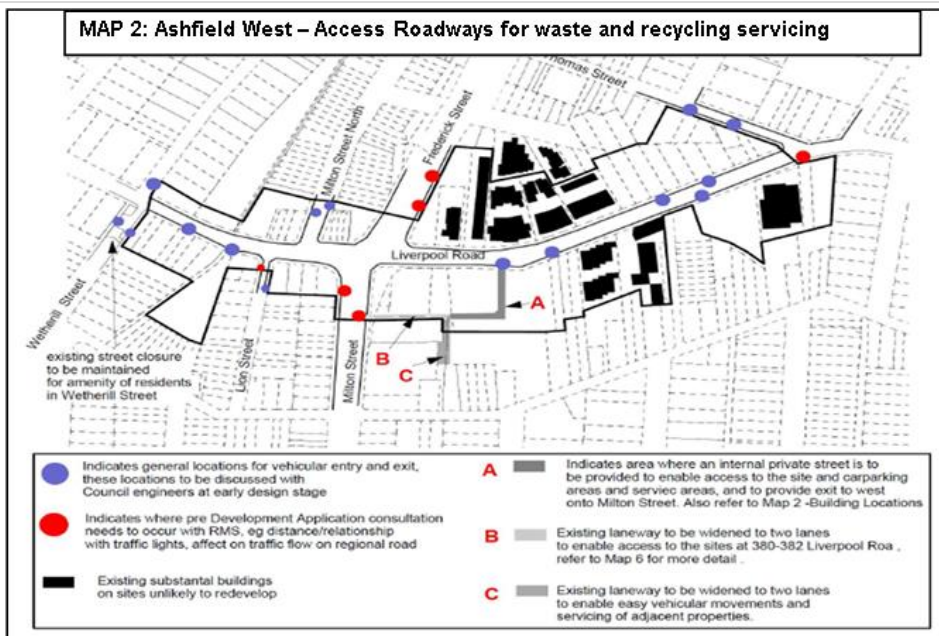 MAP 2: Ashfield West – Access Roadways for waste and recycling servicing
Thomas Street
Milton Street North
Frederick Street
Liverpool Road
A
Wetherill Street
B
existing street closure
to be maintained
for amenity of residents
in Wetherill Street
Lion Street
Milton Street
C
Indicates general locations for vehicular entry and exit,
these locations to be discussed with
Council engineers at early design stage
Indicates where pre Development Application consultation
needs to occur with RMS, eg distance/relationship
with traffic lights, affect on traffic flow on regional road
Existing substantal buildings
on sites unlikely to redevelop
A
Indicates area where an internal private street is to
be provided to enable access to the site and carparking
areas and serviec areas, and to provide exit to west
onto Milton Street. Also refer to Map 2 -Building Locations
B
Existing laneway to be widened to two lanes
to enable access to the sites at 380-382 Liverpool Roa ,
refer to Map 6 for more detail .
C
Existing laneway to be widened to two lanes
to enable easy vehicular movements and
servicing of adjacent properties.